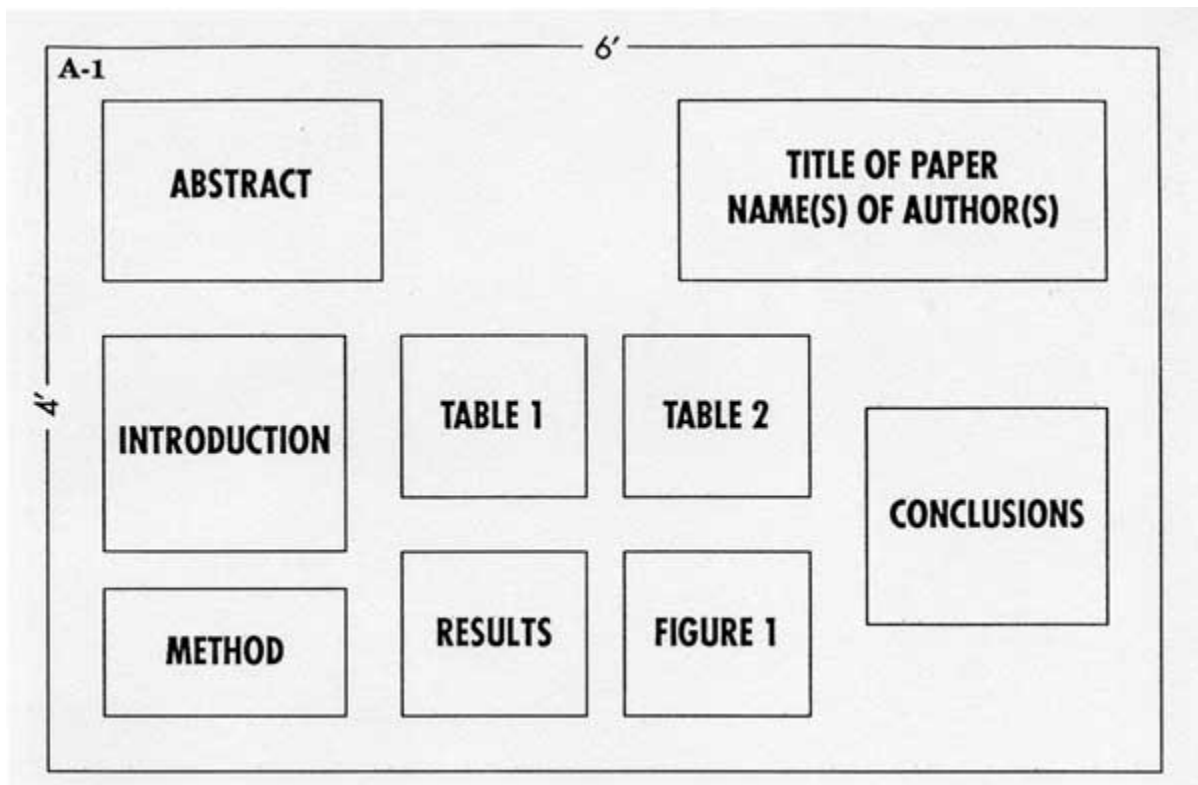 6′
A-1
ABSTRACT
TITLE OF PAPER
NAME(S) OF AUTHOR(S)
4′
INTRODUCTION
TABLE 1
TABLE 2
CONCLUSIONS
METHOD
RESULTS
FIGURE 1